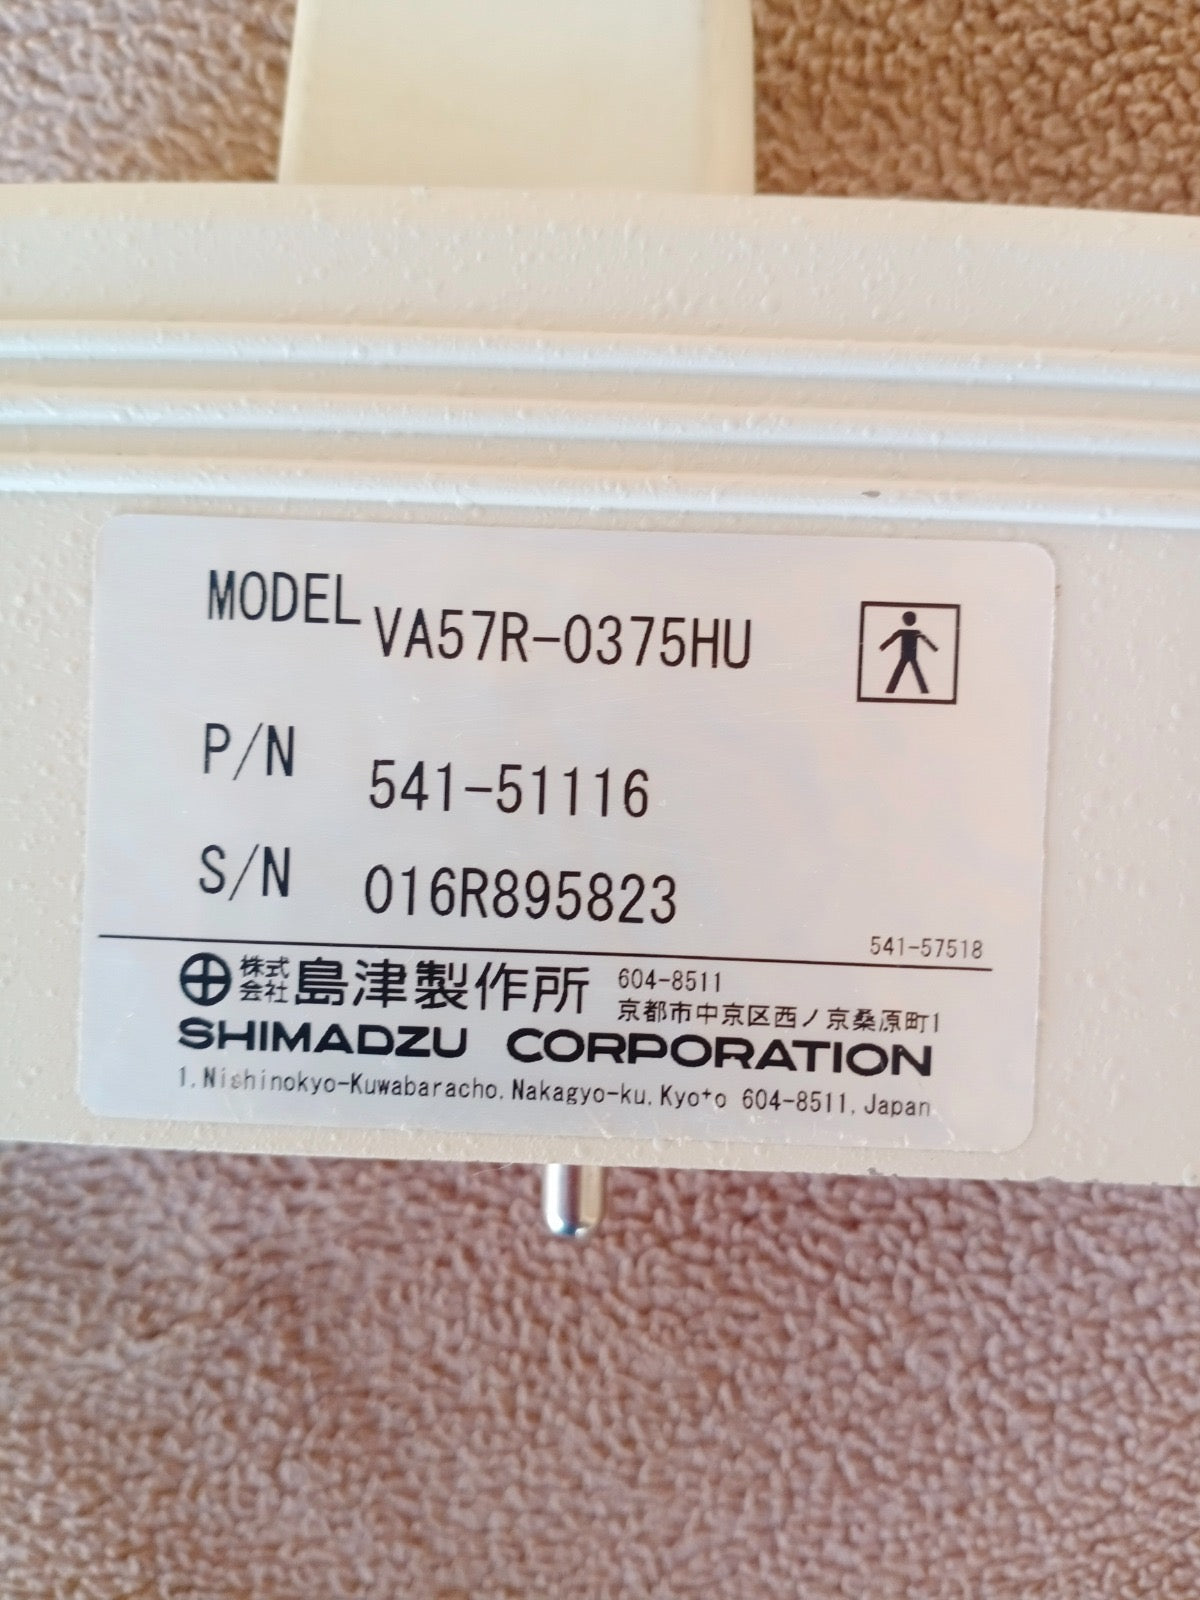 MODEL VA57R-0375HU
P/N 541-51116
S/N 016R895823
541-57518
株式会社 島津製作所 604-8511
京都市中京区西ノ京桑原町1
SHIMADZU CORPORATION
1, Nishinokyo-Kuwabaracho, Nakagyo-ku, Kyoto 604-8511, Japan